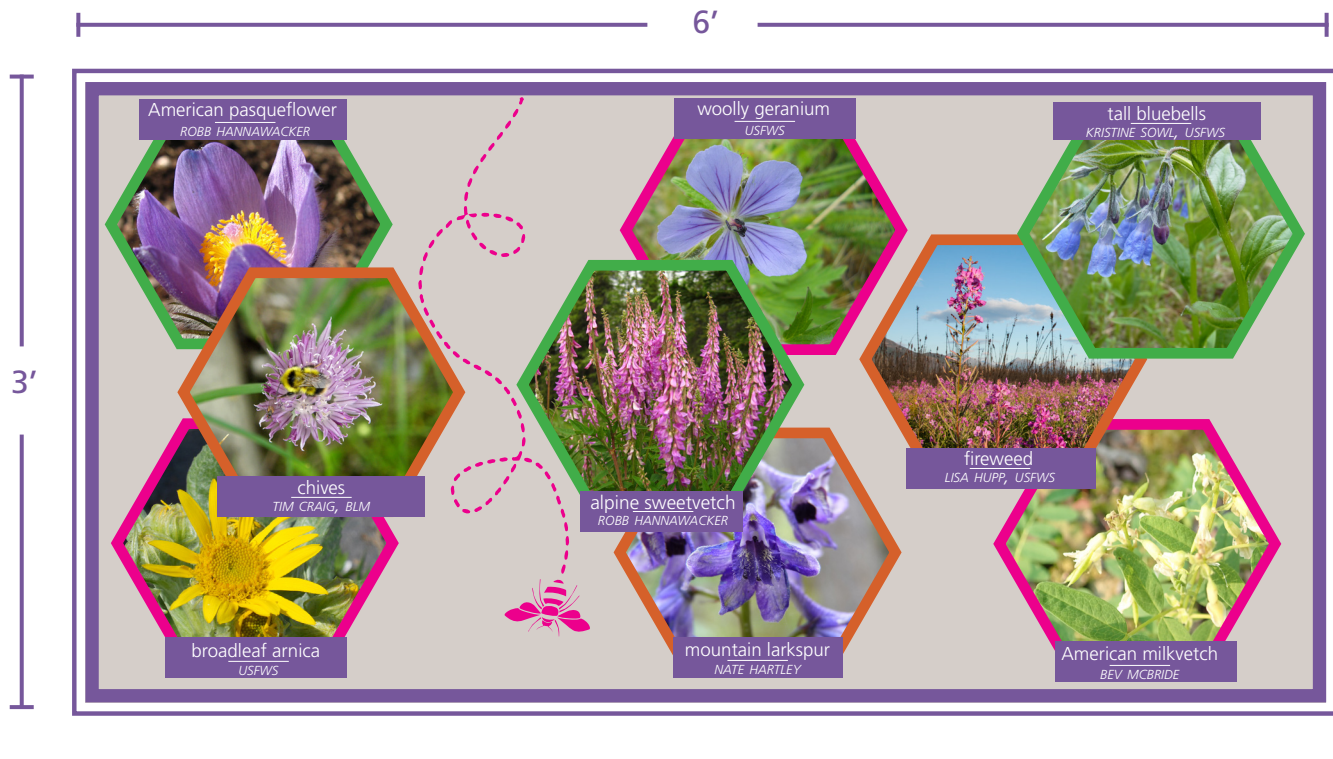 6’
3’
American pasqueflower
ROBB HANNAWACKER
woolly geranium
USFWS
tall bluebells
KRISTINE SOWL, USFWS
chives
TIM CRAIG, BLM
alpine sweetvetch
ROBB HANNAWACKER
fireweed
LISA HUPP, USFWS
broadleaf arnica
USFWS
mountain larkspur
NATE HARTLEY
American milkvetch
BEV MCBRIDE